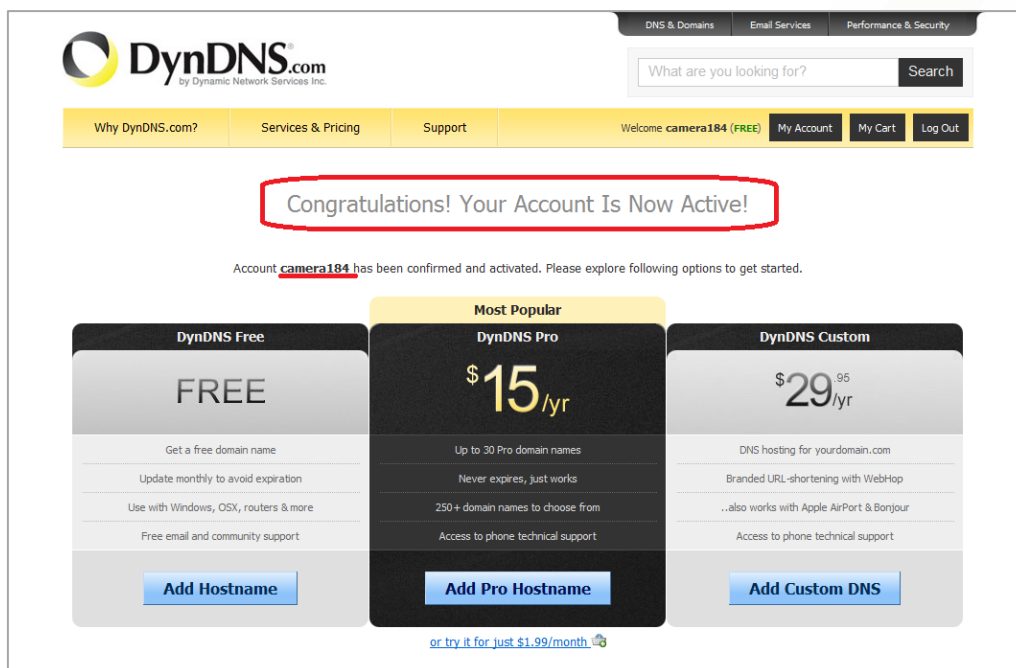 DNS & Domains
Email Services
Performance & Security
DynDNS.com
by Dynamic Network Services Inc.
What are you looking for?
Search
Why DynDNS.com?
Services & Pricing
Support
Welcome camera184 (FREE)
My Account
My Cart
Log Out
Congratulations! Your Account Is Now Active!
Account camera184 has been confirmed and activated. Please explore following options to get started.
Most Popular
DynDNS Free
FREE
Get a free domain name
Update monthly to avoid expiration
Use with Windows, OSX, routers & more
Free email and community support
Add Hostname
DynDNS Pro
$15/yr
Up to 30 Pro domain names
Never expires, just works
250+ domain names to choose from
Access to phone technical support
Add Pro Hostname
or try it for just $1.99/month
DynDNS Custom
$29.95/yr
DNS hosting for yourdomain.com
Branded URL-shortening with WebHop
..also works with Apple AirPort & Bonjour
Access to phone technical support
Add Custom DNS